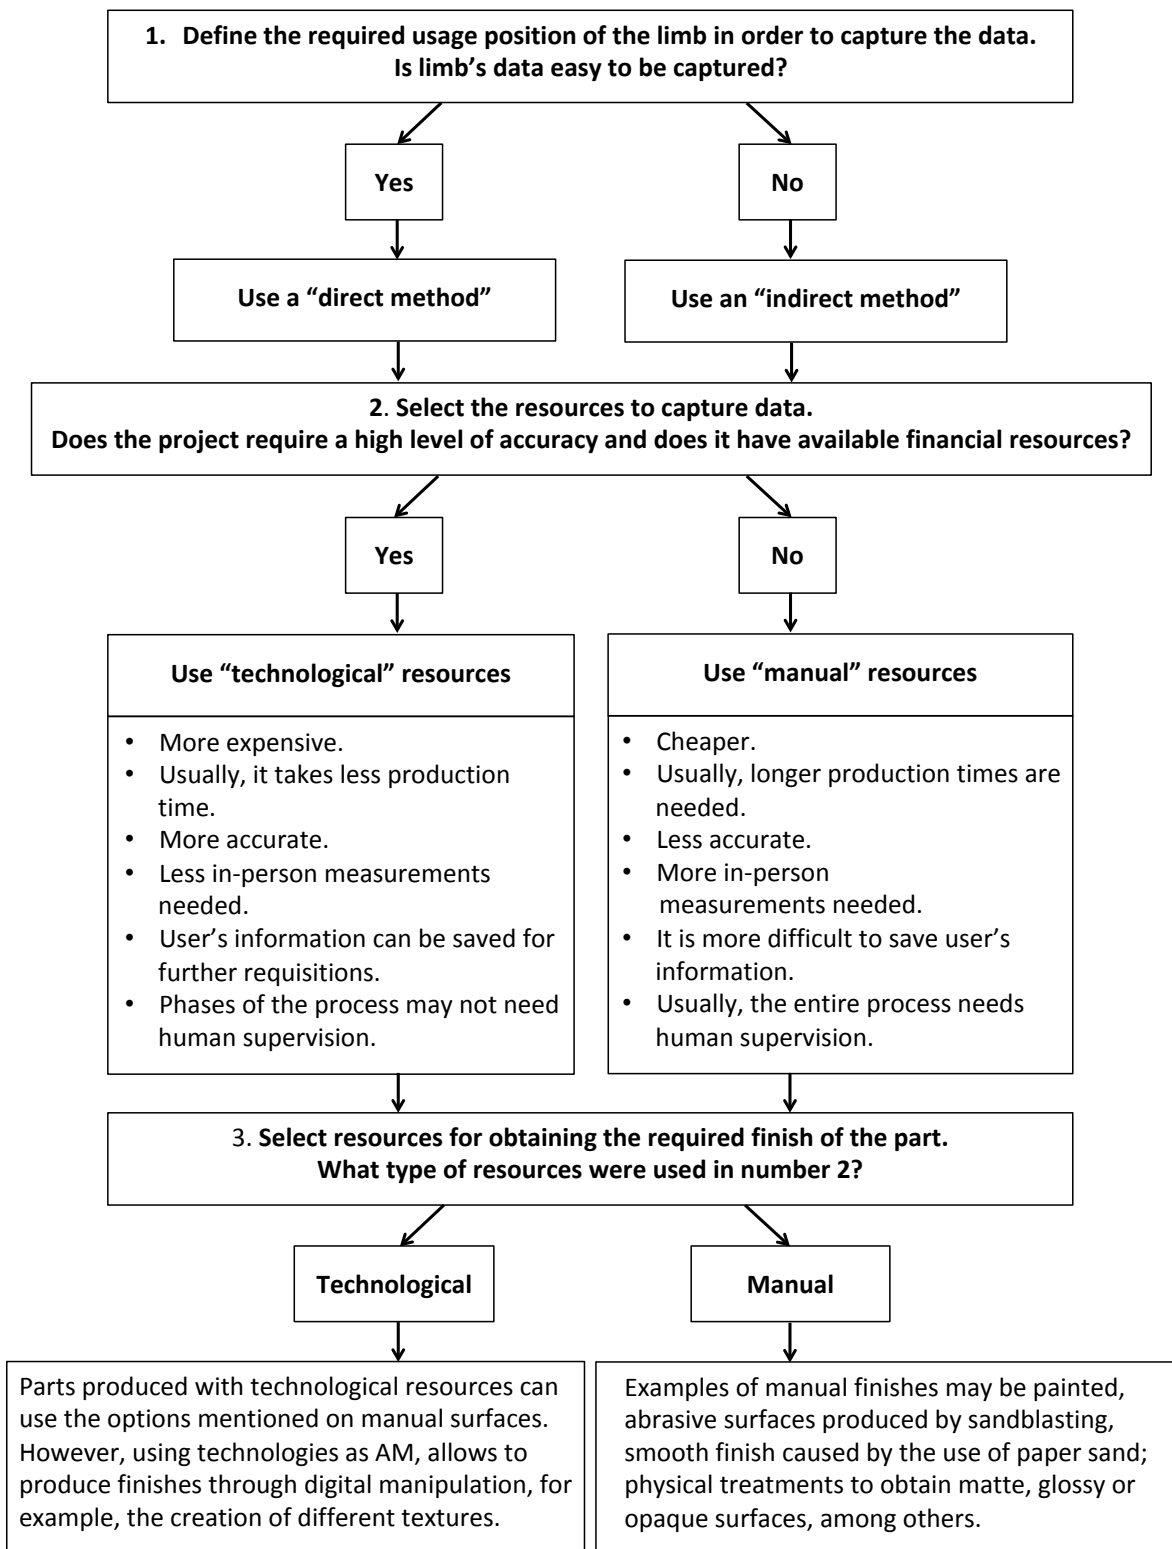 1. Define the required usage position of the limb in order to capture the data.
Is limb’s data easy to be captured?
Yes
No
Use a “direct method”
Use an “indirect method”
2. Select the resources to capture data.
Does the project require a high level of accuracy and does it have available financial resources?
Yes
No
Use “technological” resources
• More expensive.
• Usually, it takes less production
time.
• More accurate.
• Less in-person measurements
needed.
• User’s information can be saved for
further requisitions.
• Phases of the process may not need
human supervision.
Use “manual” resources
• Cheaper.
• Usually, longer production times are
needed.
• Less accurate.
• More in-person
measurements needed.
• It is more difficult to save user’s
information.
• Usually, the entire process needs
human supervision.
3. Select resources for obtaining the required finish of the part.
What type of resources were used in number 2?
Technological
Manual
Parts produced with technological resources can
use the options mentioned on manual surfaces.
However, using technologies as AM, allows to
produce finishes through digital manipulation, for
example, the creation of different textures.
Examples of manual finishes may be painted,
abrasive surfaces produced by sandblasting,
smooth finish caused by the use of paper sand;
physical treatments to obtain matte, glossy or
opaque surfaces, among others.